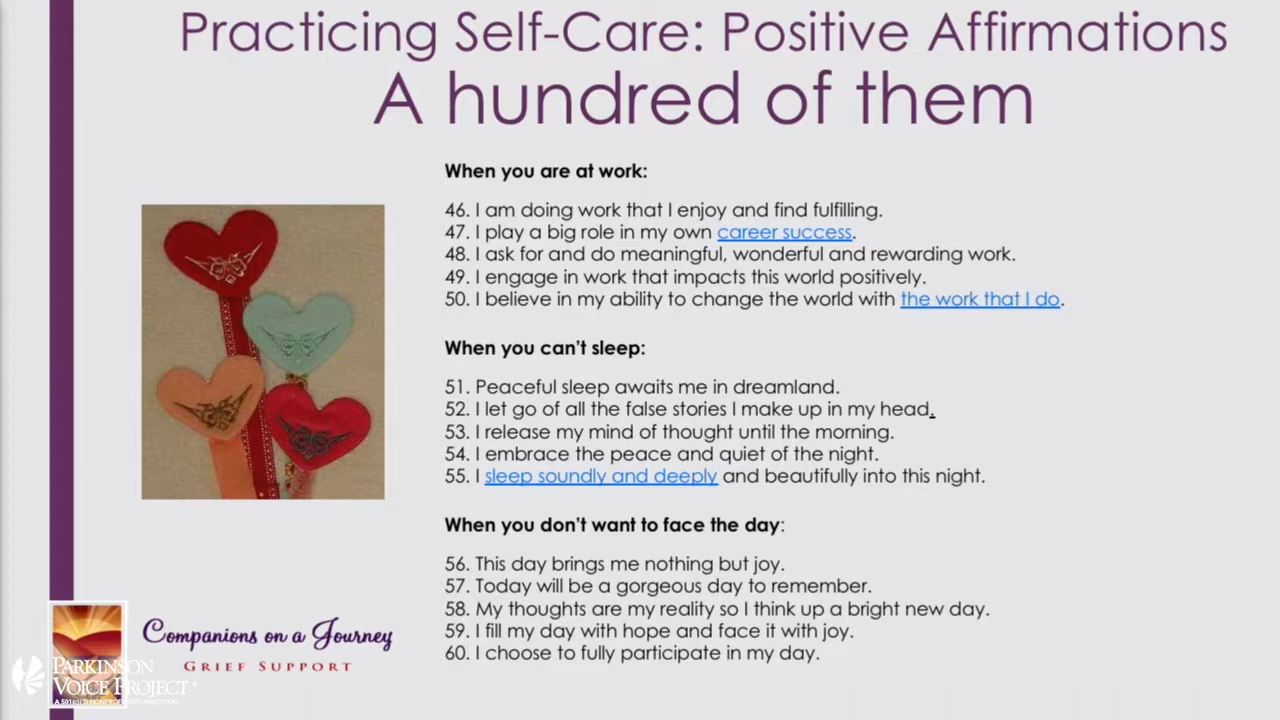 Practicing Self-Care: Positive Affirmations
A hundred of them
When you are at work:
46. I am doing work that I enjoy and find fulfilling.
47. I play a big role in my own career success.
48. I ask for and do meaningful, wonderful and rewarding work.
49. I engage in work that impacts this world positively.
50. I believe in my ability to change the world with the work that I do.
When you can't sleep:
51. Peaceful sleep awaits me in dreamland.
52. I let go of all the false stories I make up in my head.
53. I release my mind of thought until the morning.
54. I embrace the peace and quiet of the night.
55. I sleep soundly and deeply and beautifully into this night.
When you don't want to face the day:
56. This day brings me nothing but joy.
57. Today will be a gorgeous day to remember.
58. My thoughts are my reality so I think up a bright new day.
59. I fill my day with hope and face it with joy.
60. I choose to fully participate in my day.
Companions on a Journey
GRIEF SUPPORT
PARKINSON
VOICE PROJECT
A 501(c)(3) NONPROFIT ORGANIZATION